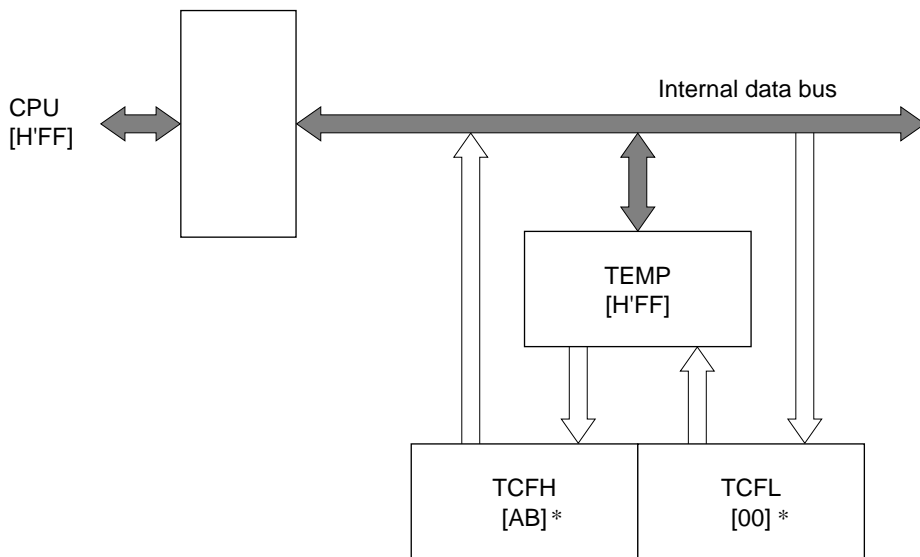 Internal data bus
CPU
[H'FF]
TEMP
[H'FF]
TCFH
[AB] *
TCFL
[00] *